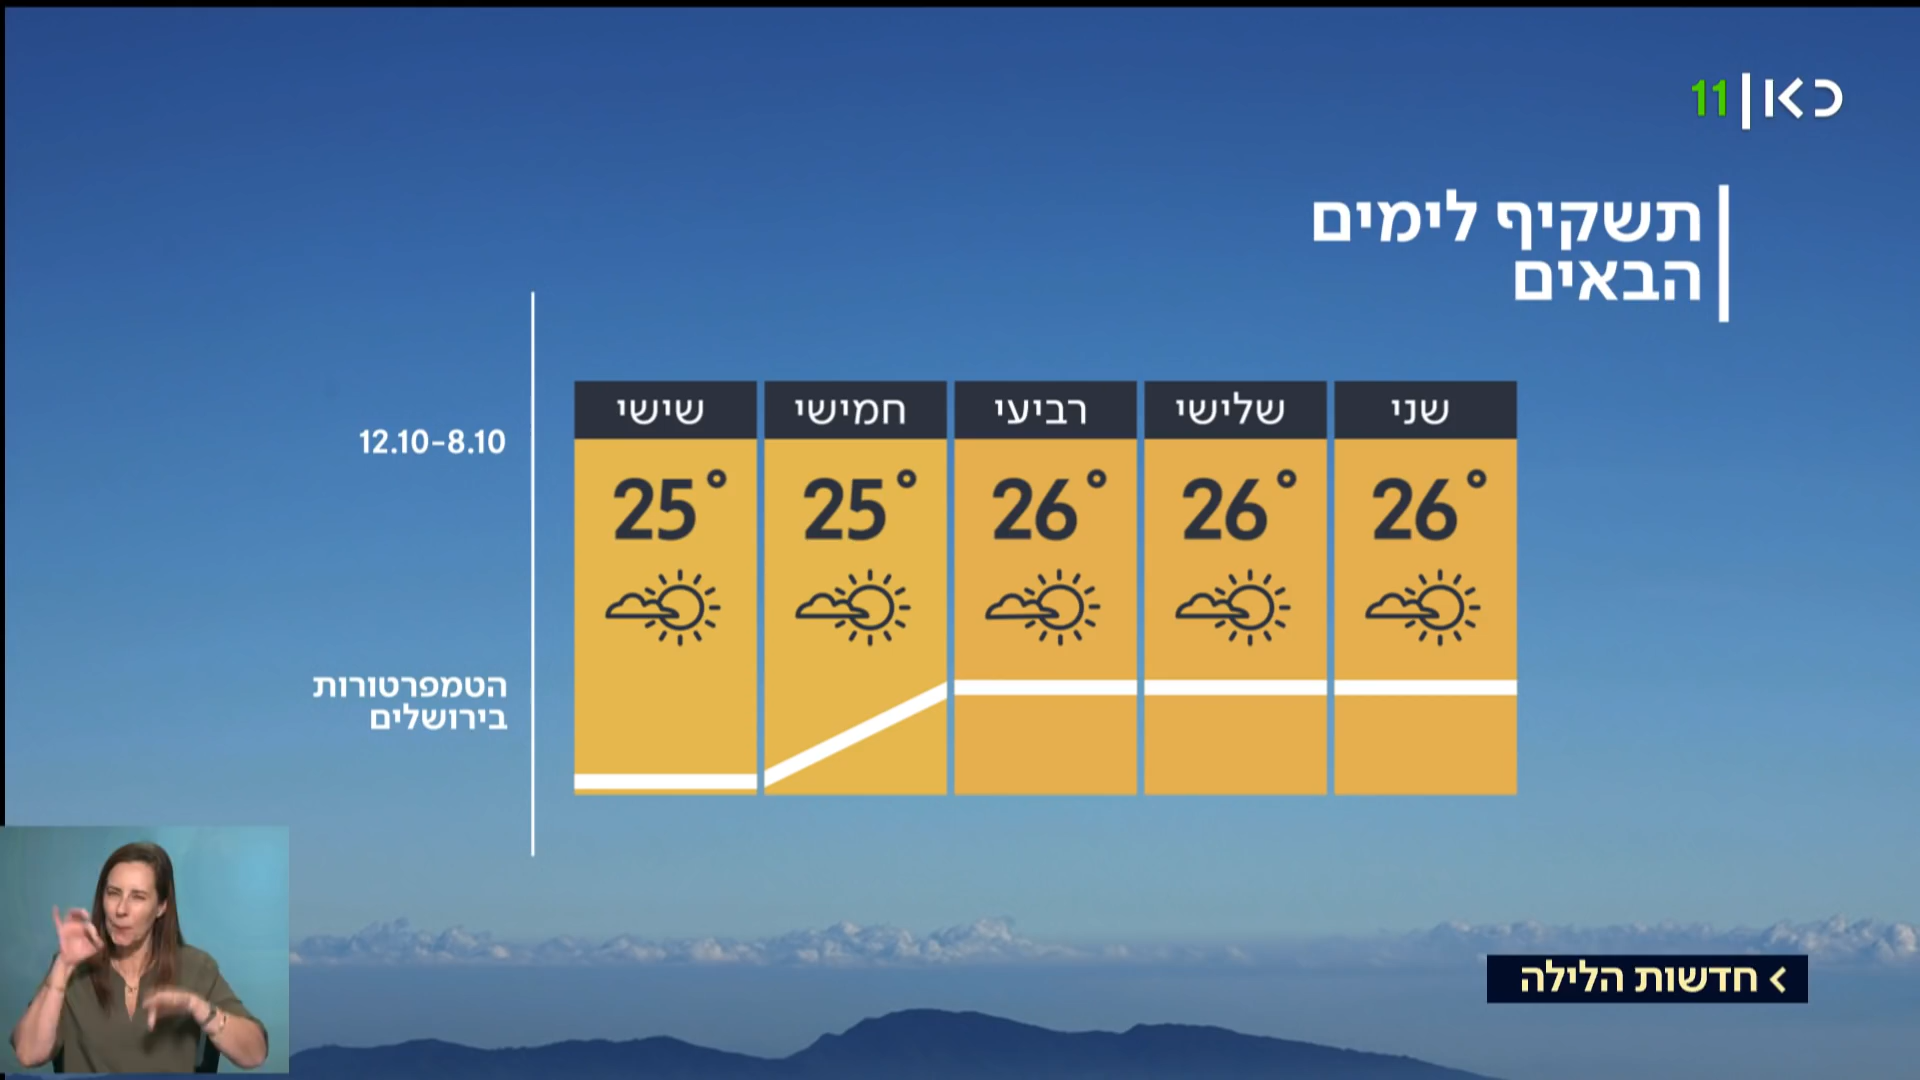 כאן | 11
תשקיף לימים
הבאים
שני
שלישי
רביעי
חמישי
שישי
26°
26°
26°
25°
25°
12.10-8.10
הטמפרטורות
בירושלים
חדשות הלילה